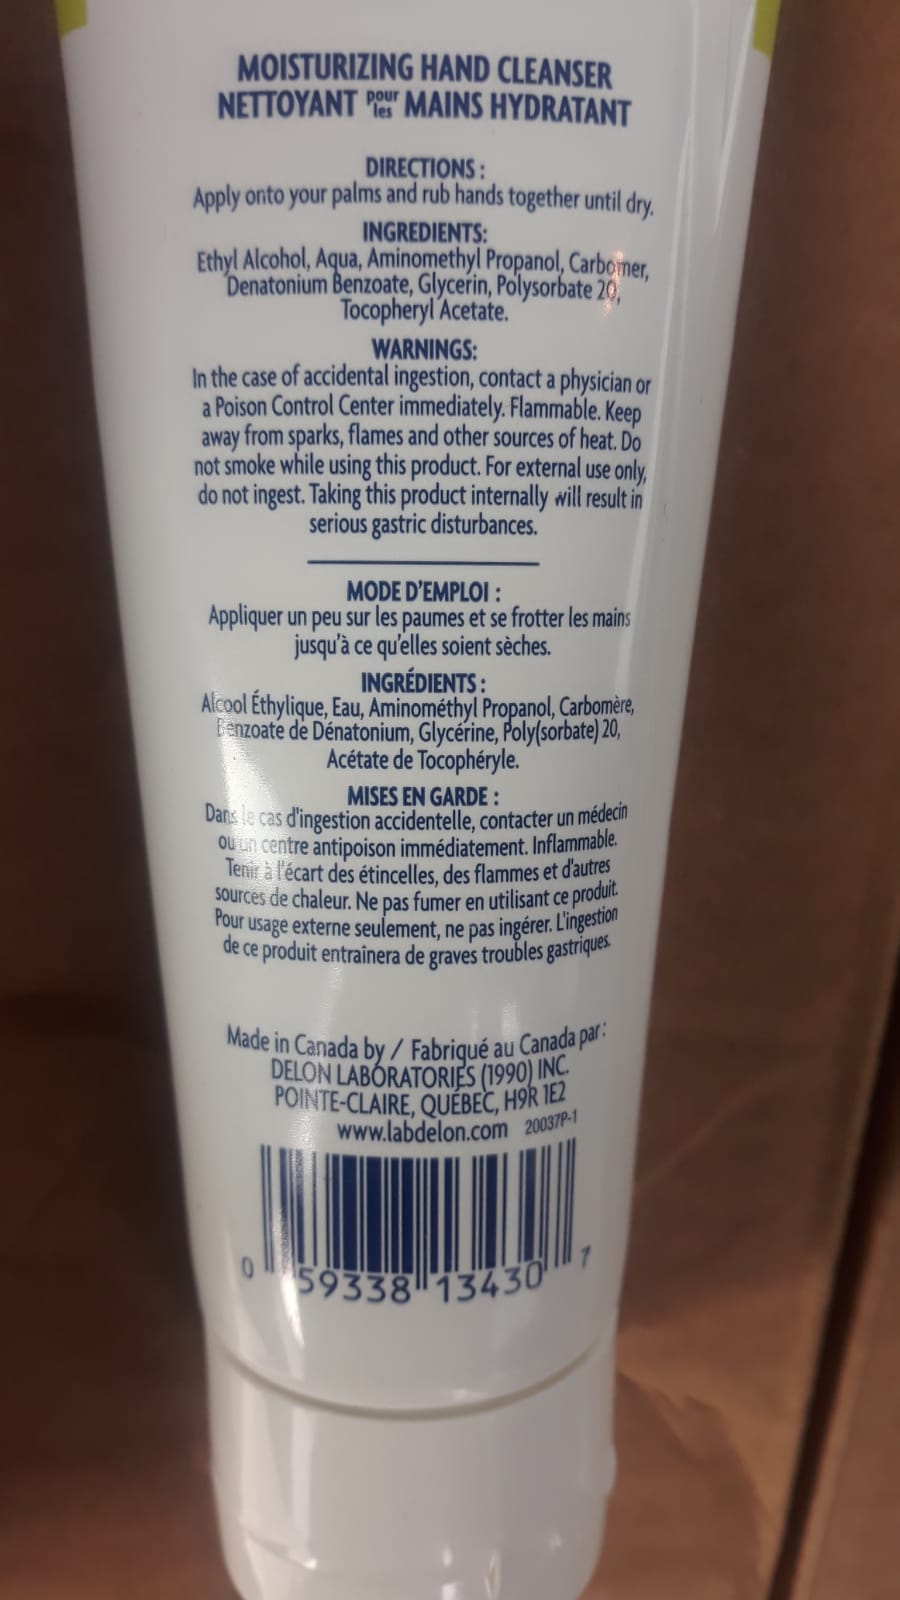 MOISTURIZING HAND CLEANSER
NETTOYANT pour les MAINS HYDRATANT
DIRECTIONS :
Apply onto your palms and rub hands together until dry.
INGREDIENTS:
Ethyl Alcohol, Aqua, Aminomethyl Propanol, Carbomer,
Denatonium Benzoate, Glycerin, Polysorbate 20,
Tocopheryl Acetate.
WARNINGS:
In the case of accidental ingestion, contact a physician or
a Poison Control Center immediately. Flammable. Keep
away from sparks, flames and other sources of heat. Do
not smoke while using this product. For external use only,
do not ingest. Taking this product internally will result in
serious gastric disturbances.
MODE D'EMPLOI :
Appliquer un peu sur les paumes et se frotter les mains
jusqu'à ce qu'elles soient sèches.
INGRÉDIENTS :
Alcool Éthylique, Eau, Aminométhyl Propanol, Carbomère,
Benzoate de Dénatonium, Glycérine, Poly(sorbate) 20,
Acétate de Tocophéryle.
MISES EN GARDE :
Dans le cas d'ingestion accidentelle, contacter un médecin
ou un centre antipoison immédiatement. Inflammable.
Tenir à l'écart des étincelles, des flammes et d'autres
sources de chaleur. Ne pas fumer en utilisant ce produit.
Pour usage externe seulement, ne pas ingérer. L'ingestion
de ce produit entraînera de graves troubles gastriques.
Made in Canada by / Fabriqué au Canada par:
DELON LABORATORIES (1990) INC.
POINTE-CLAIRE, QUÉBEC, H9R 1E2
www.labdelon.com 20037P-1
0 59338 13430 7